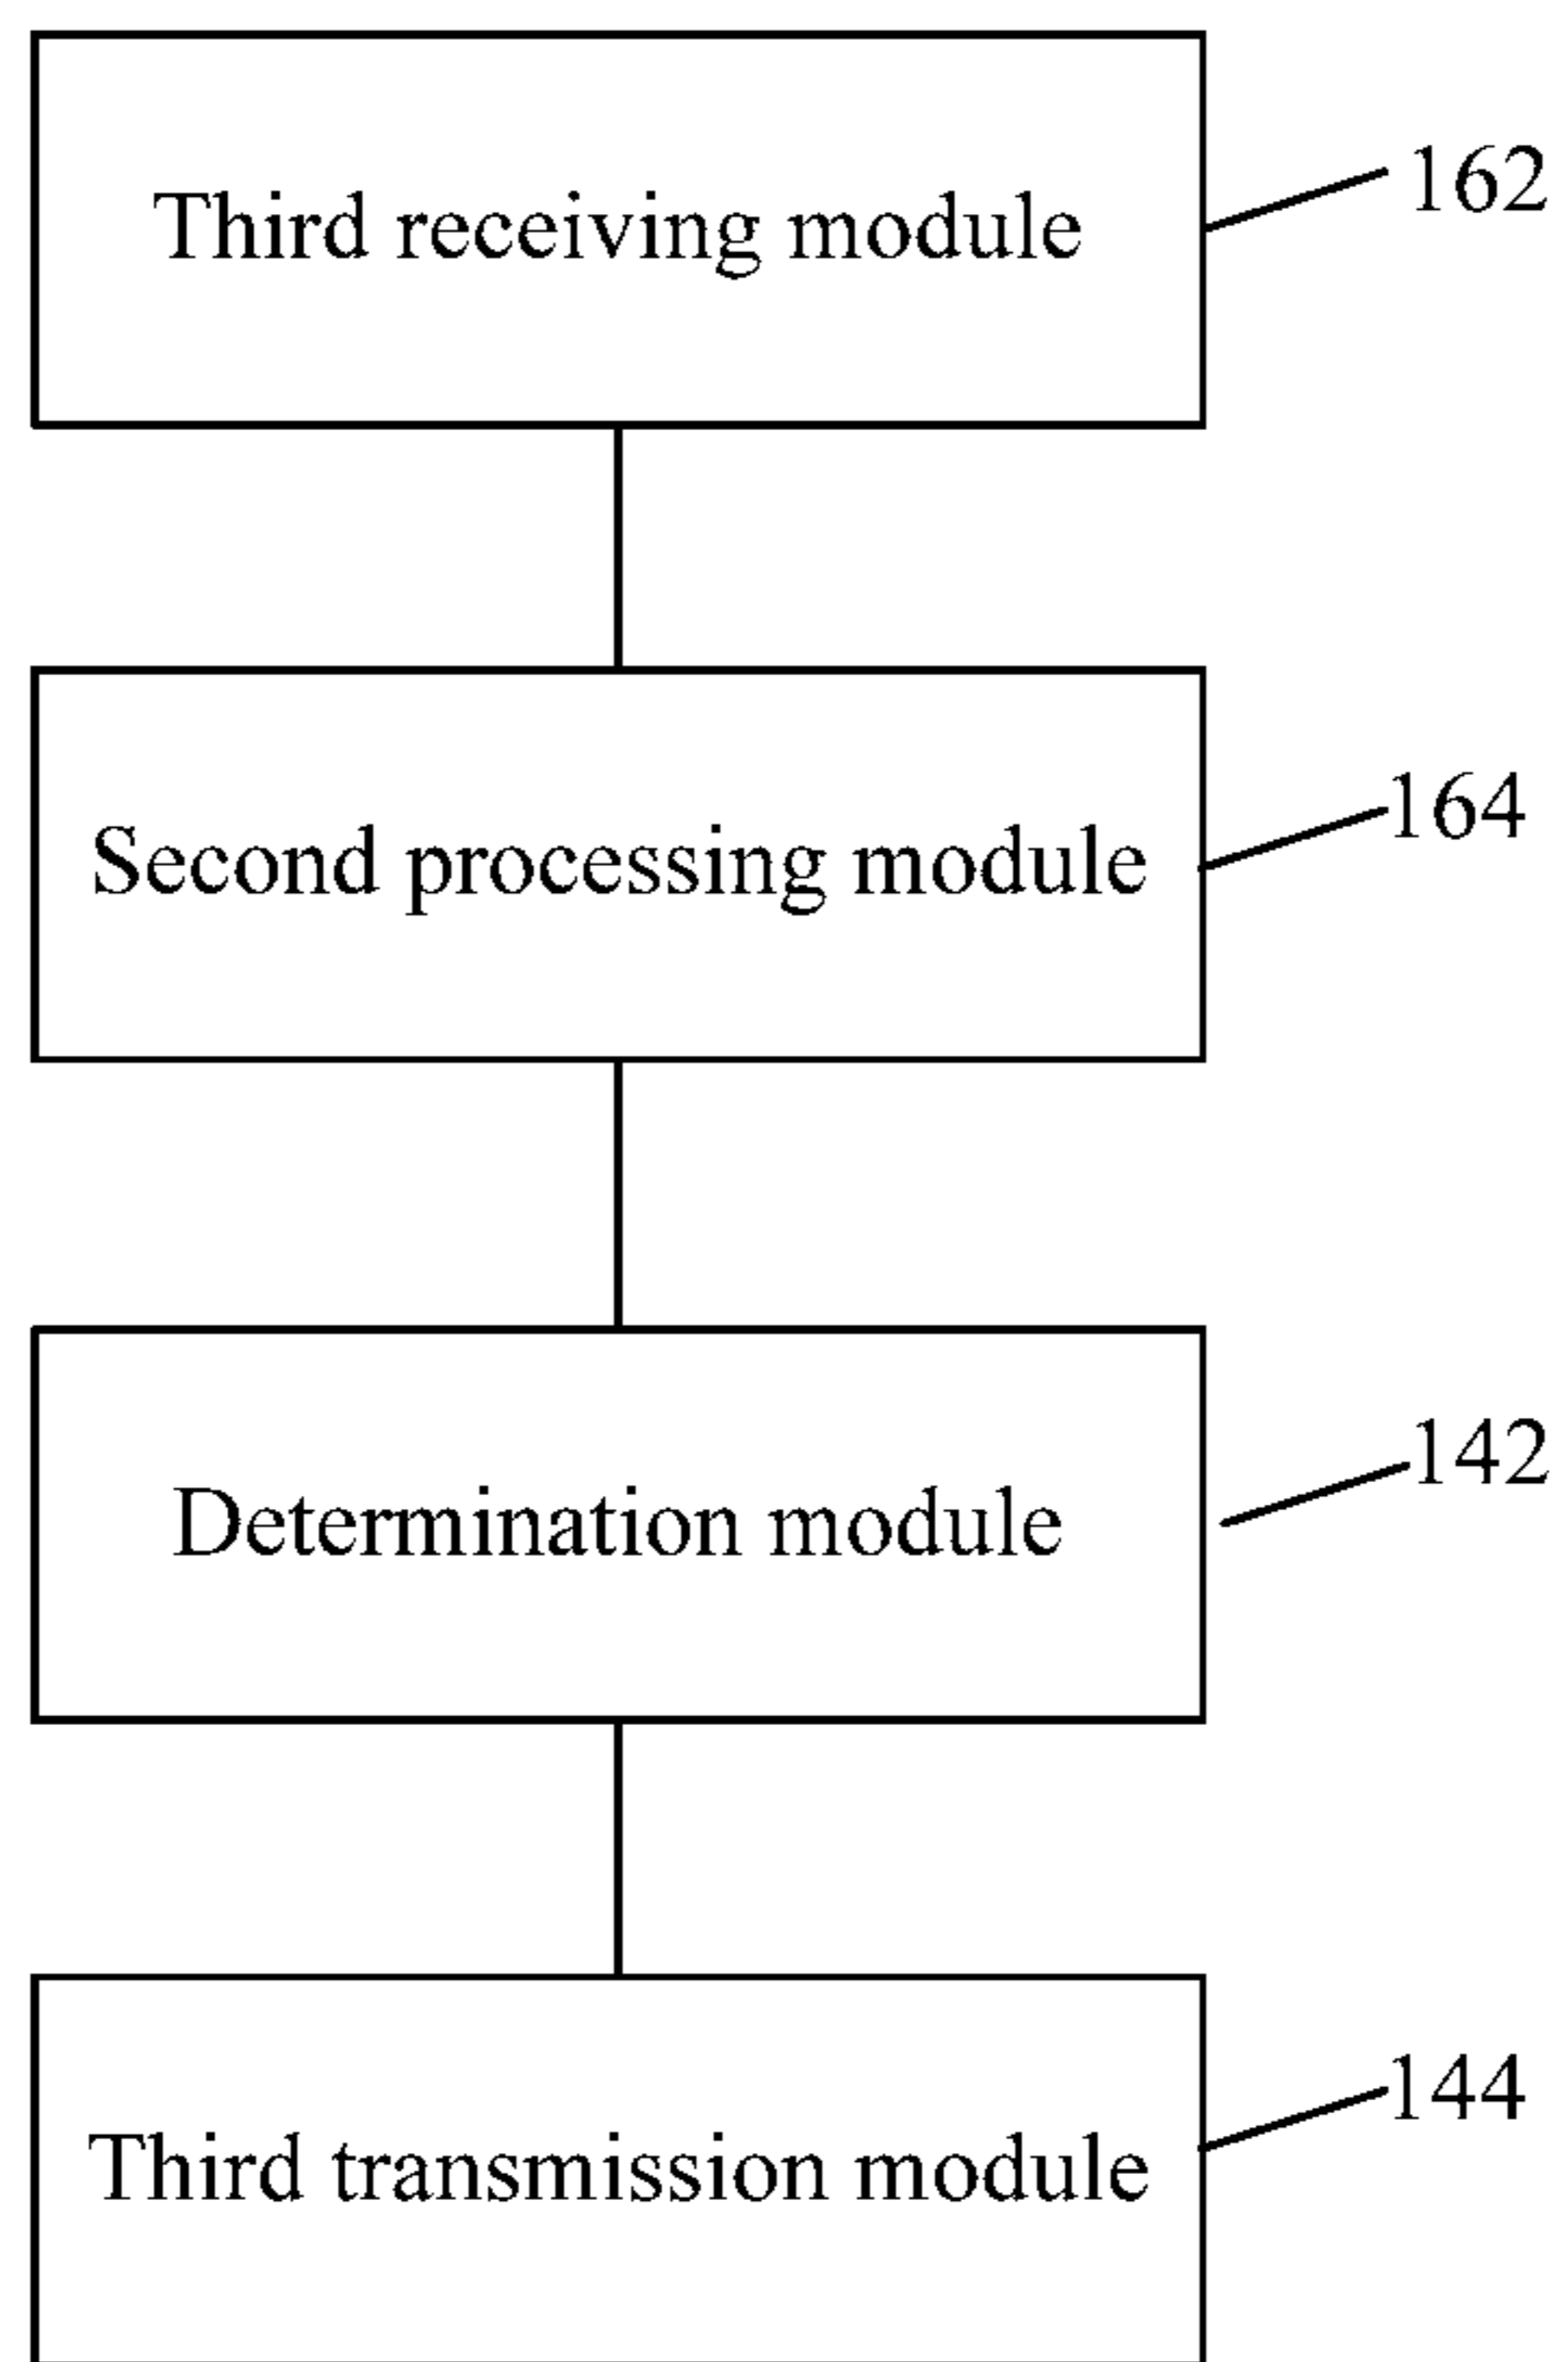 Third receiving module
162
Second processing module
164
Determination module
142
Third transmission module
144